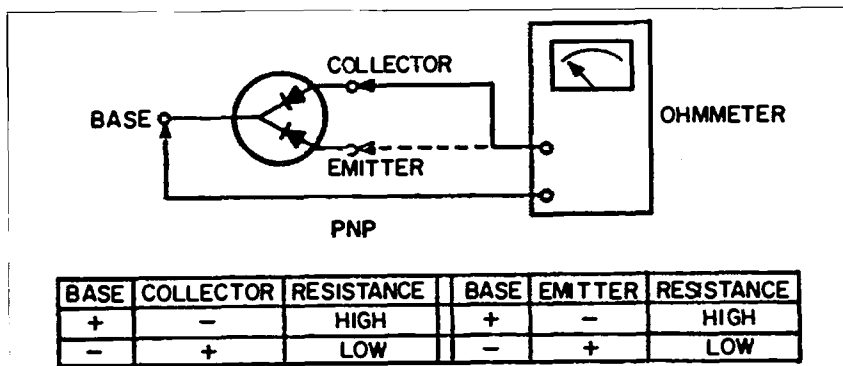 COLLECTOR
BASE
OHMMETER
EMITTER
PNP
BASE COLLECTOR RESISTANCE BASE EMITTER RESISTANCE
+ - HIGH + - HIGH
- + LOW - + LOW